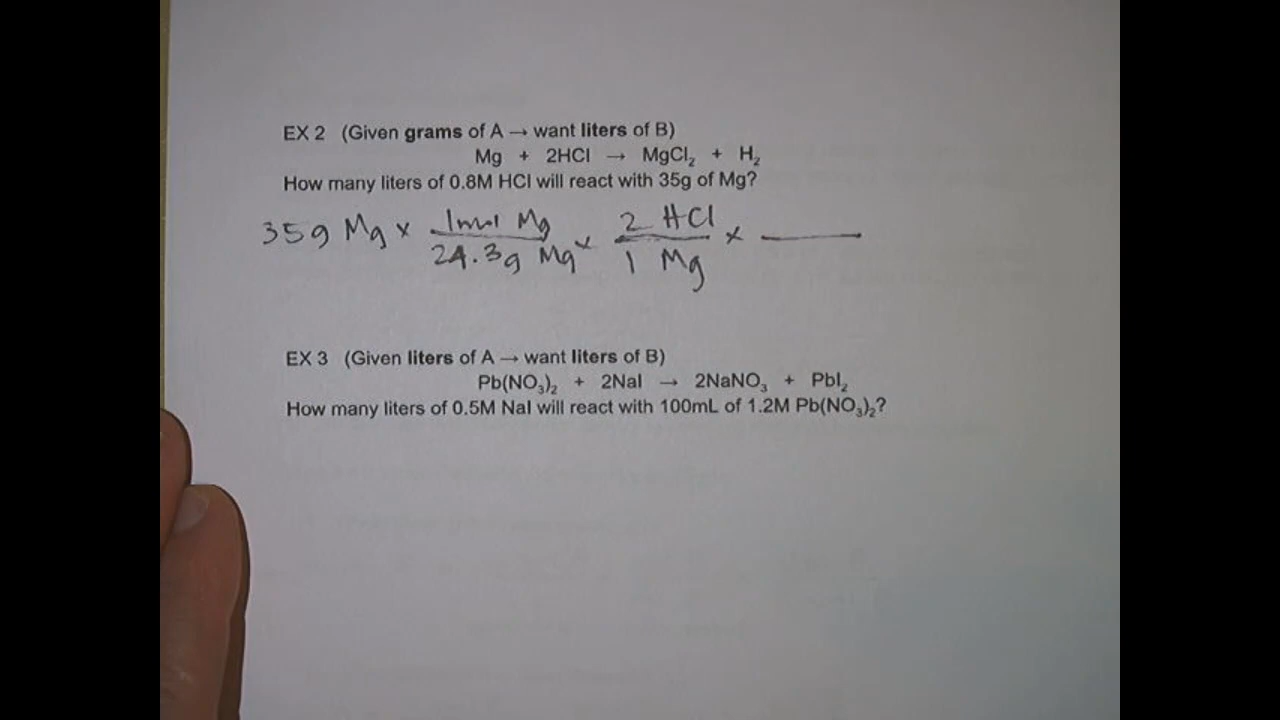 EX 2 (Given grams of A → want liters of B)
Mg + 2HCl → MgCl₂ + H₂
How many liters of 0.8M HCl will react with 35g of Mg?
35g Mg x 1mol Mg / 24.3g Mg x 2 HCl / 1 Mg x ____
EX 3 (Given liters of A → want liters of B)
Pb(NO₃)₂ + 2NaI → 2NaNO₃ + PbI₂
How many liters of 0.5M NaI will react with 100mL of 1.2M Pb(NO₃)₂?